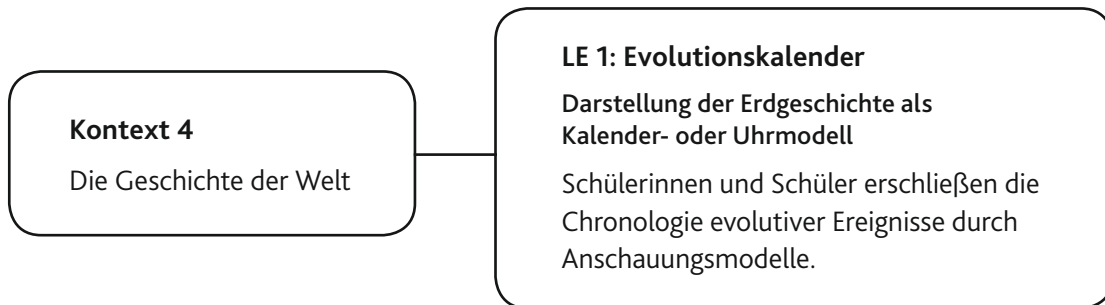 Kontext 4
Die Geschichte der Welt
LE 1: Evolutionskalender
Darstellung der Erdgeschichte als
Kalender- oder Uhrmodell
Schülerinnen und Schüler erschließen die
Chronologie evolutiver Ereignisse durch
Anschauungsmodelle.